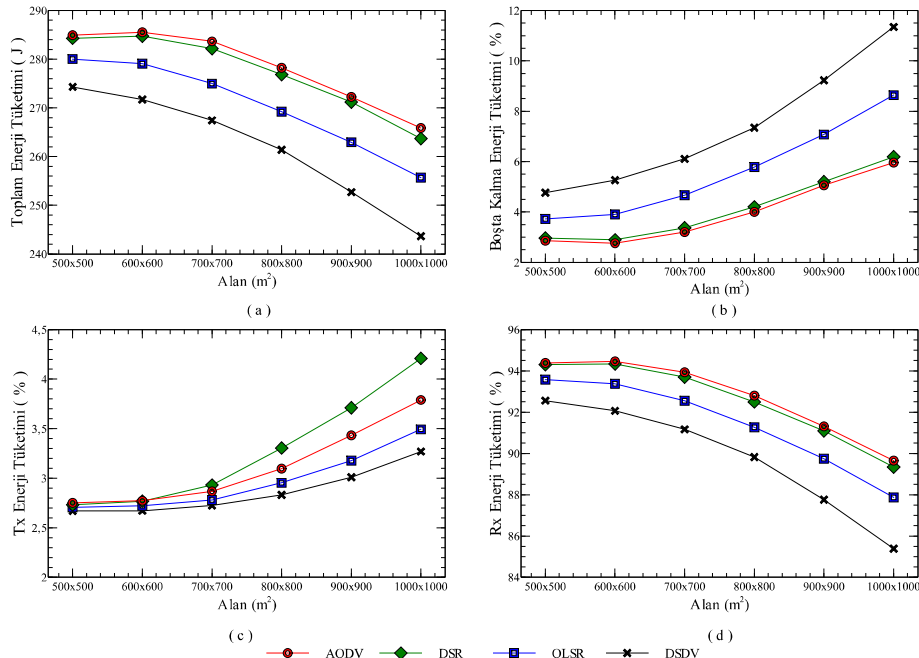 Toplam Enerji Tüketimi ( J )
290
280
270
260
250
240
500x500 600x600 700x700 800x800 900x900 1000x1000
Alan (m²)
( a )
Boşta Kalma Enerji Tüketimi ( % )
12
10
8
6
4
2
500x500 600x600 700x700 800x800 900x900 1000x1000
Alan (m²)
( b )
Tx Enerji Tüketimi ( % )
4,5
4
3,5
3
2,5
2
500x500 600x600 700x700 800x800 900x900 1000x1000
Alan (m²)
( c )
Rx Enerji Tüketimi ( % )
96
94
92
90
88
86
84
500x500 600x600 700x700 800x800 900x900 1000x1000
Alan (m²)
( d )
AODV DSR OLSR DSDV